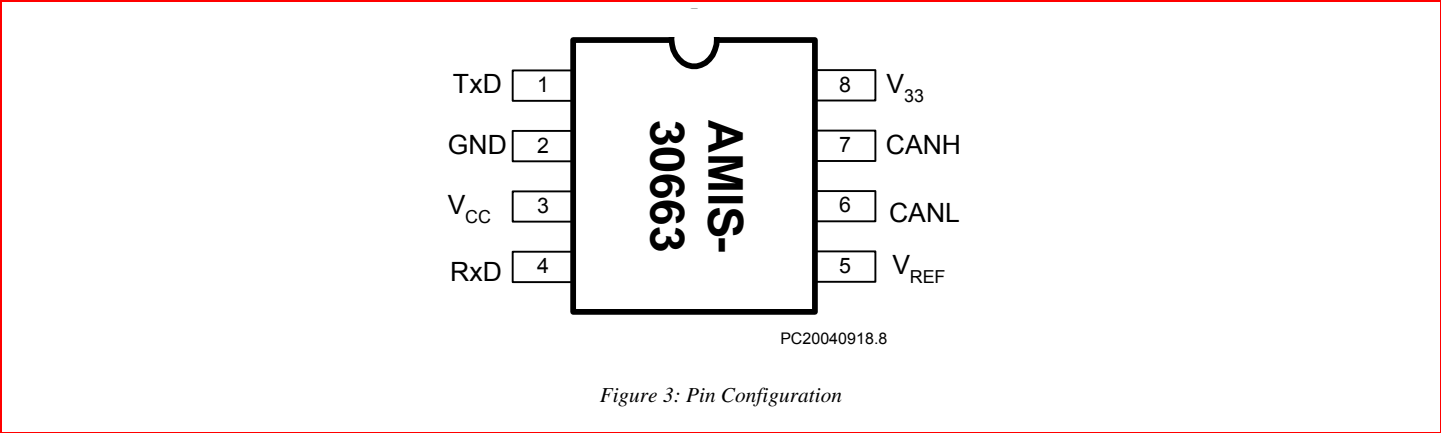 TxD 1
GND 2
VCC 3
RxD 4
AMIS-
30663
8 V33
7 CANH
6 CANL
5 VREF
PC20040918.8
Figure 3: Pin Configuration